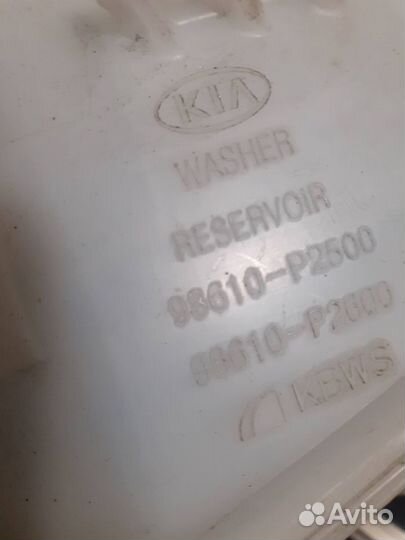 KIA
WASHER
RESERVOIR
98610-P2500
98610-P2600
KBWS
Avito